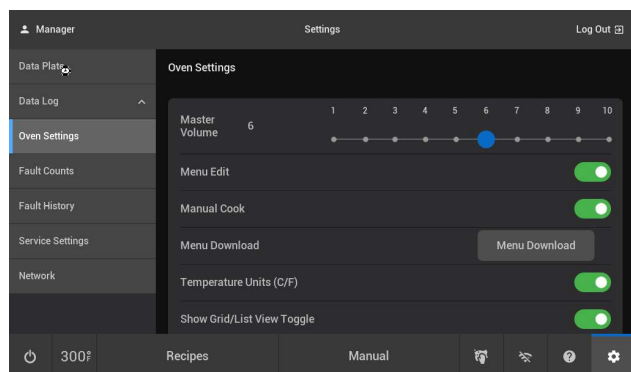 Manager
Settings
Log Out
Data Plate
Oven Settings
Data Log
Master
Volume
6
1 2 3 4 5 6 7 8 9 10
Oven Settings
Menu Edit
Fault Counts
Manual Cook
Fault History
Service Settings
Menu Download
Menu Download
Network
Temperature Units (C/F)
Show Grid/List View Toggle
300°F
Recipes
Manual